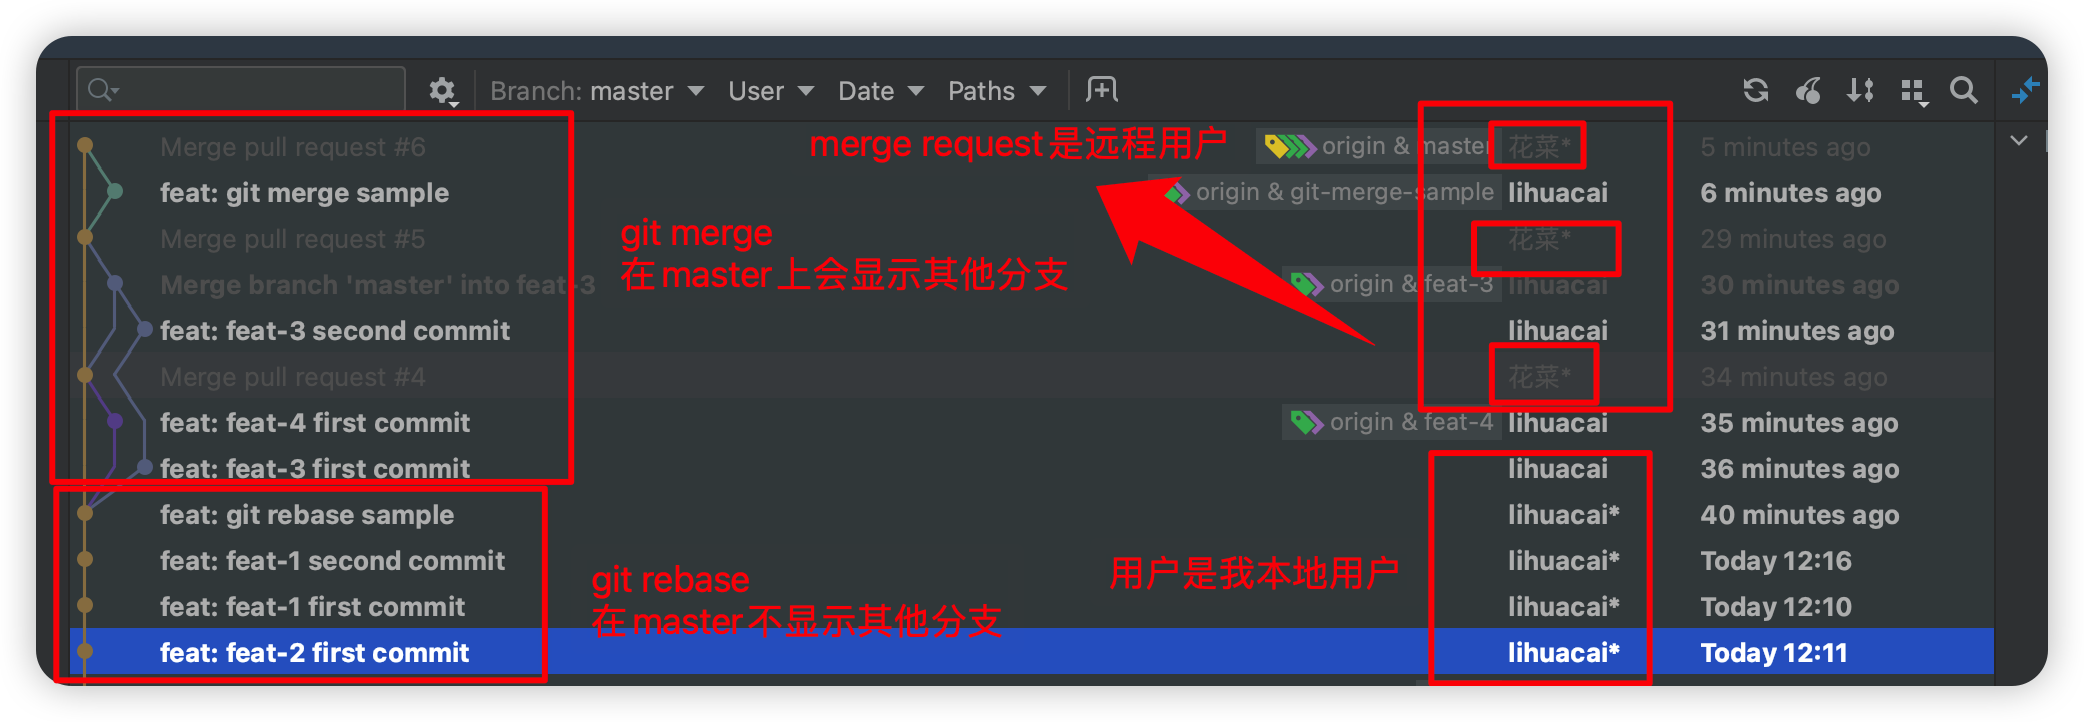 Branch: master User Date Paths
Merge pull request #6 origin & master 花菜* 5 minutes ago
merge request是远程用户
feat: git merge sample origin & git-merge-sample lihuacai 6 minutes ago
Merge pull request #5 花菜* 29 minutes ago
git merge
在master上会显示其他分支
Merge branch 'master' into feat-3 origin & feat-3 lihuacai 30 minutes ago
feat: feat-3 second commit lihuacai 31 minutes ago
Merge pull request #4 花菜* 34 minutes ago
feat: feat-4 first commit origin & feat-4 lihuacai 35 minutes ago
feat: feat-3 first commit lihuacai 36 minutes ago
feat: git rebase sample lihuacai* 40 minutes ago
feat: feat-1 second commit lihuacai* Today 12:16
用户是我本地用户
git rebase
在master不显示其他分支
feat: feat-1 first commit lihuacai* Today 12:10
feat: feat-2 first commit lihuacai* Today 12:11